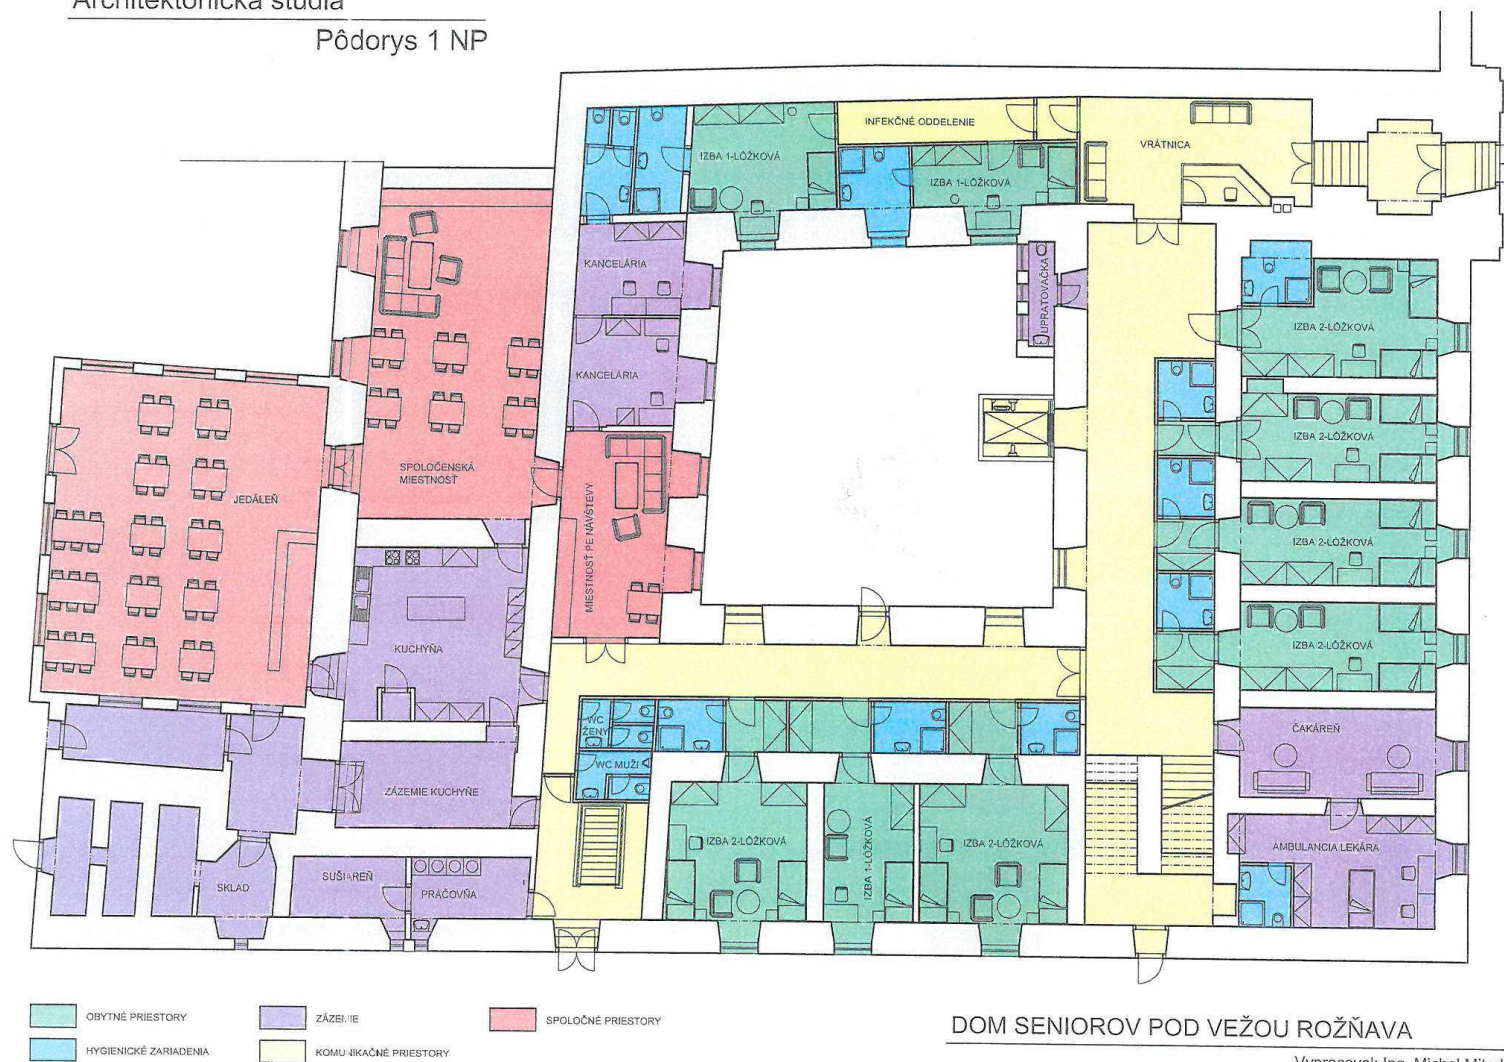 Architektonická štúdia
Pôdorys 1 NP
INFEKČNÉ ODDELENIE
VRÁTNICA
IZBA 1-LÔŽKOVÁ
IZBA 1-LÔŽKOVÁ
KANCELÁRIA
UPRATOVAČKA
IZBA 2-LÔŽKOVÁ
KANCELÁRIA
IZBA 2-LÔŽKOVÁ
SPOLOČENSKÁ
MIESTNOSŤ
JEDÁLEŇ
MIESTNOSŤ PE NÁVŠTEVY
IZBA 2-LÔŽKOVÁ
KUCHYŇA
IZBA 2-LÔŽKOVÁ
WC
ŽENY
ČAKÁREŇ
WC MUŽI
ZÁZEMIE KUCHYŇE
IZBA 2-LÔŽKOVÁ
IZBA 1-LÔŽKOVÁ
IZBA 2-LÔŽKOVÁ
AMBULANCIA LEKÁRA
SKLAD
SUŠIAREŇ
PRÁČOVŇA
OBYTNÉ PRIESTORY
ZÁZEMIE
SPOLOČNÉ PRIESTORY
HYGIENICKÉ ZARIADENIA
KOMUNIKAČNÉ PRIESTORY
DOM SENIOROV POD VEŽOU ROŽŇAVA